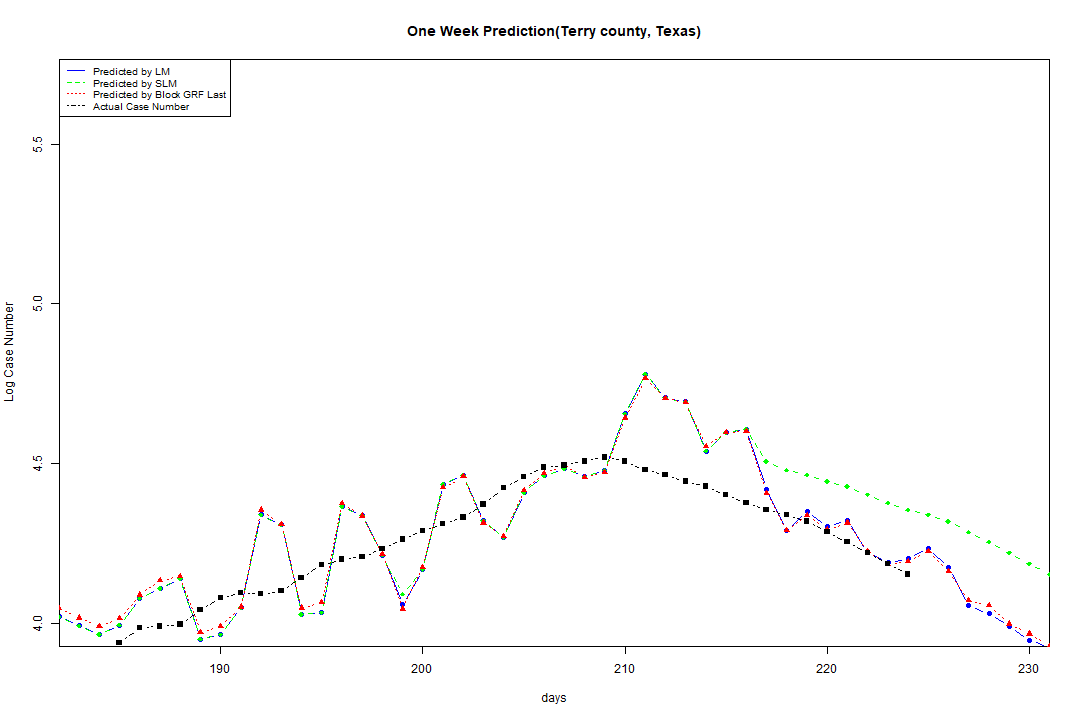 One Week Prediction(Terry county, Texas)
Predicted by LM
Predicted by SLM
Predicted by Block GRF Last
Actual Case Number
5.5
5.0
4.5
4.0
Log Case Number
190 200 210 220 230
days